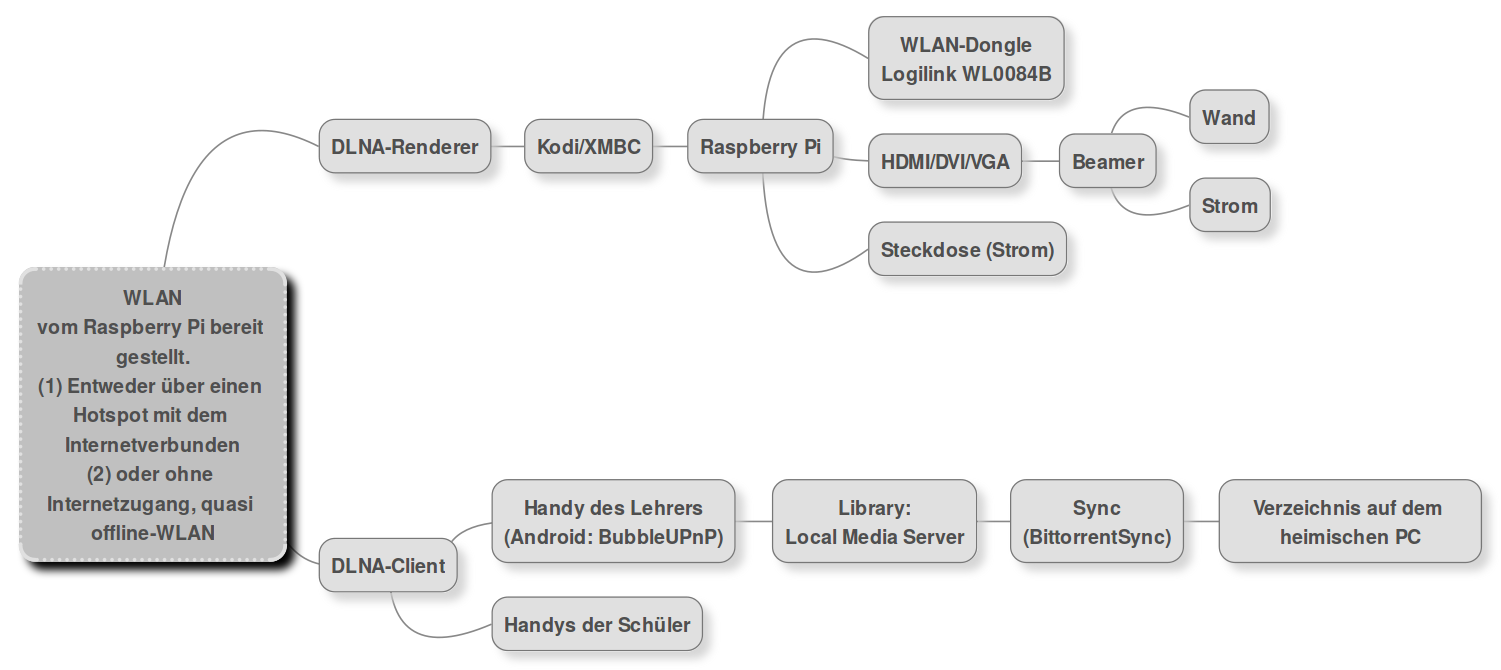 WLAN
vom Raspberry Pi bereit
gestellt.
(1) Entweder über einen
Hotspot mit dem
Internetverbunden
(2) oder ohne
Internetzugang, quasi
offline-WLAN
DLNA-Renderer
Kodi/XMBC
Raspberry Pi
WLAN-Dongle
Logilink WL0084B
HDMI/DVI/VGA
Beamer
Wand
Strom
Steckdose (Strom)
DLNA-Client
Handy des Lehrers
(Android: BubbleUPnP)
Library:
Local Media Server
Sync
(BittorrentSync)
Verzeichnis auf dem
heimischen PC
Handys der Schüler